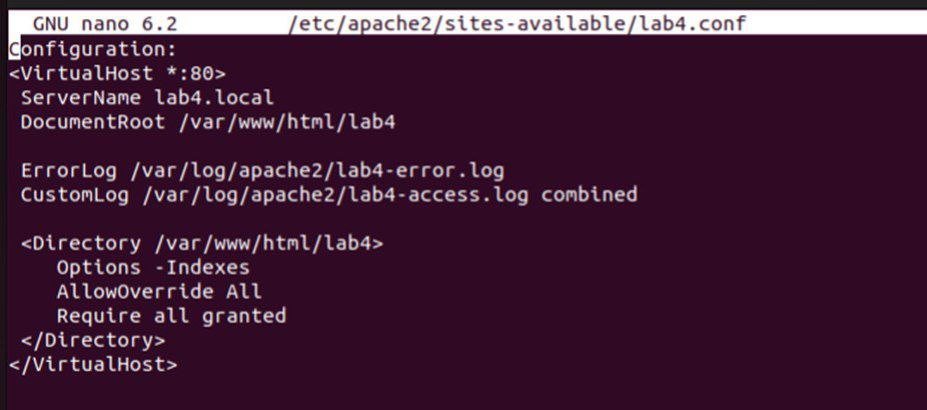 GNU nano 6.2 /etc/apache2/sites-available/lab4.conf
Configuration:
<VirtualHost *:80>
ServerName lab4.local
DocumentRoot /var/www/html/lab4
ErrorLog /var/log/apache2/lab4-error.log
CustomLog /var/log/apache2/lab4-access.log combined
<Directory /var/www/html/lab4>
Options -Indexes
AllowOverride All
Require all granted
</Directory>
</VirtualHost>